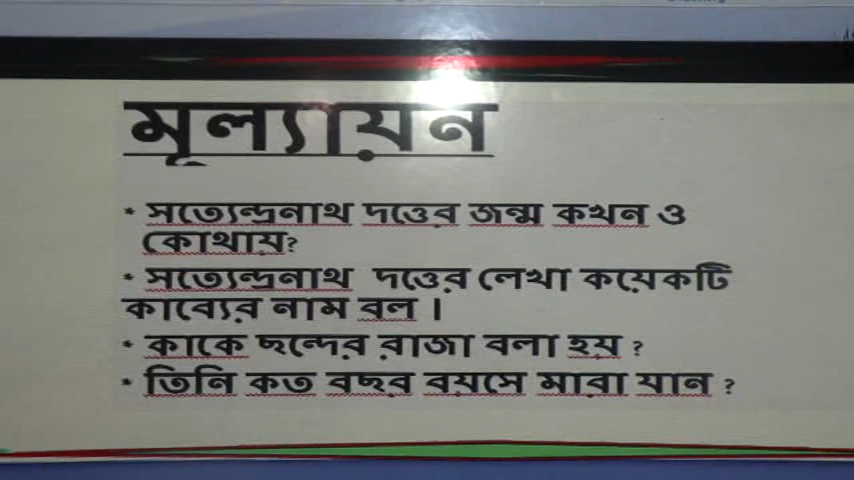 মূল্যায়ন
* সত্যেন্দ্রনাথ দত্তের জন্ম কখন ও
কোথায়?
* সত্যেন্দ্রনাথ দত্তের লেখা কয়েকটি
কাব্যের নাম বল ।
* কাকে ছন্দের রাজা বলা হয় ?
* তিনি কত বছর বয়সে মারা যান ?